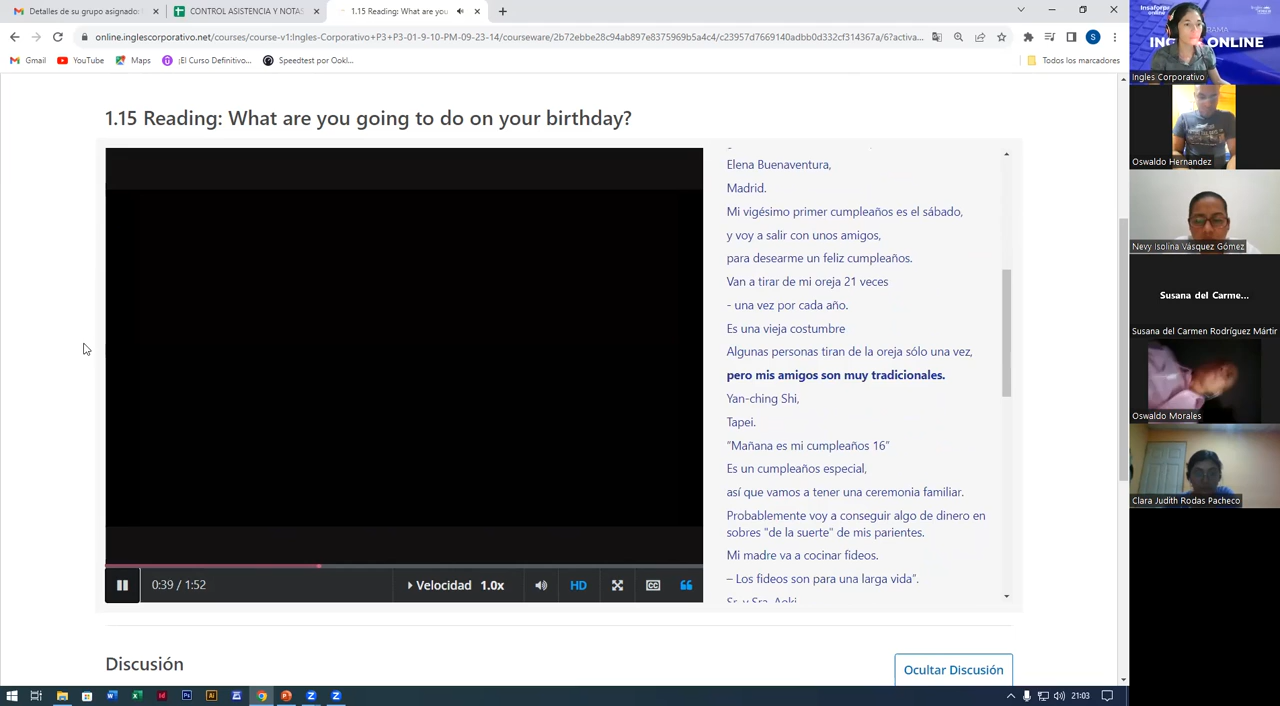 Detalles de su grupo asignado:
CONTROL ASISTENCIA Y NOTAS
1.15 Reading: What are you
online.inglescorporativo.net/courses/course-v1:Ingles-Corporativo+P3+P3-01-9-10-PM-09-23-14/courseware/2b72ebbe28c94ab897e8375969b5a4c4/c23957d7669140adbb0d332cf314367a/6?activa...
S
Gmail
YouTube
Maps
¡El Curso Definitivo...
Speedtest por Ookl...
Todos los marcadores
1.15 Reading: What are you going to do on your birthday?
Elena Buenaventura,
Madrid.
Mi vigésimo primer cumpleaños es el sábado,
y voy a salir con unos amigos,
para desearme un feliz cumpleaños.
Van a tirar de mi oreja 21 veces
- una vez por cada año.
Es una vieja costumbre
Algunas personas tiran de la oreja sólo una vez,
pero mis amigos son muy tradicionales.
Yan-ching Shi,
Tapei.
"Mañana es mi cumpleaños 16"
Es un cumpleaños especial,
así que vamos a tener una ceremonia familiar.
Probablemente voy a conseguir algo de dinero en
sobres "de la suerte" de mis parientes.
Mi madre va a cocinar fideos.
– Los fideos son para una larga vida".
Sr. y Sra. Aoki
0:39 / 1:52
Velocidad 1.0x
HD
CC
Discusión
Ocultar Discusión
21:03
ONLINE
Ingles Corporativo
Oswaldo Hernandez
Nevy Isolina Vásquez Gómez
Susana del Carme...
Susana del Carmen Rodríguez Mártir
Oswaldo Morales
Clara Judith Rodas Pacheco